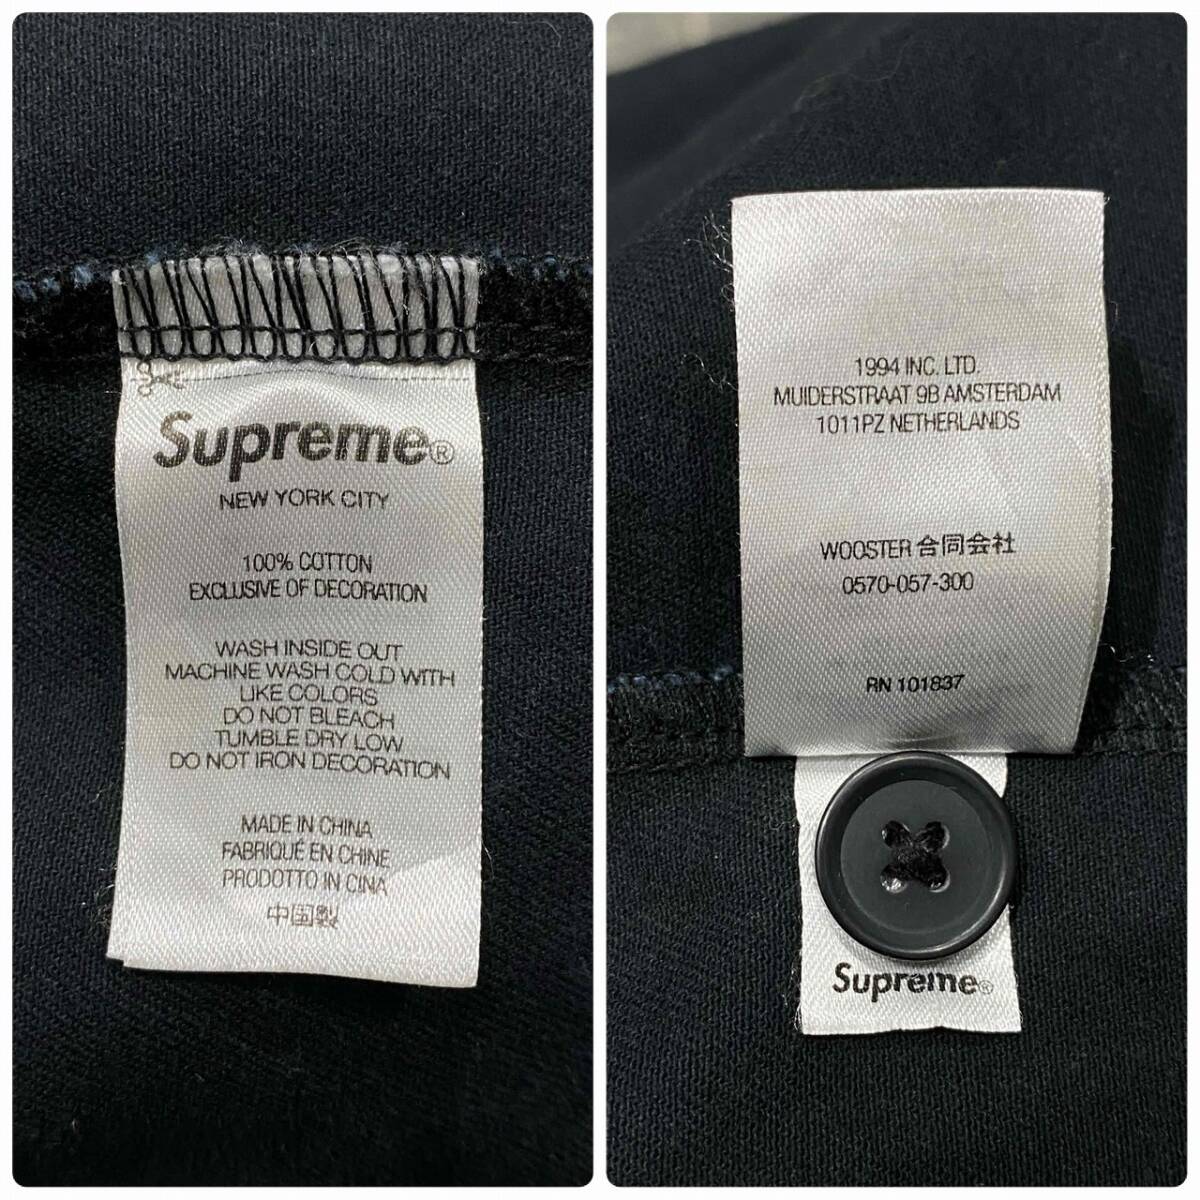 Supreme®
NEW YORK CITY
100% COTTON
EXCLUSIVE OF DECORATION
WASH INSIDE OUT
MACHINE WASH COLD WITH
LIKE COLORS
DO NOT BLEACH
TUMBLE DRY LOW
DO NOT IRON DECORATION
MADE IN CHINA
FABRIQUÉ EN CHINE
PRODOTTO IN CINA
中国製
1994 INC. LTD.
MUIDERSTRAAT 9B AMSTERDAM
1011PZ NETHERLANDS
WOOSTER 合同会社
0570-057-300
RN 101837
Supreme®